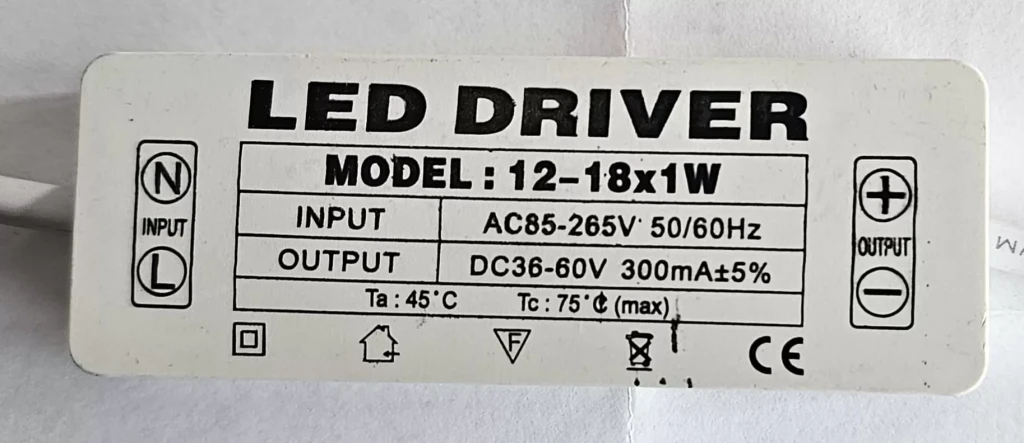 LED DRIVER
MODEL : 12-18x1W
INPUT AC85-265V 50/60Hz
OUTPUT DC36-60V 300mA±5%
Ta : 45°C Tc : 75°C (max)
N
INPUT
L
+
OUTPUT
−
F
CE